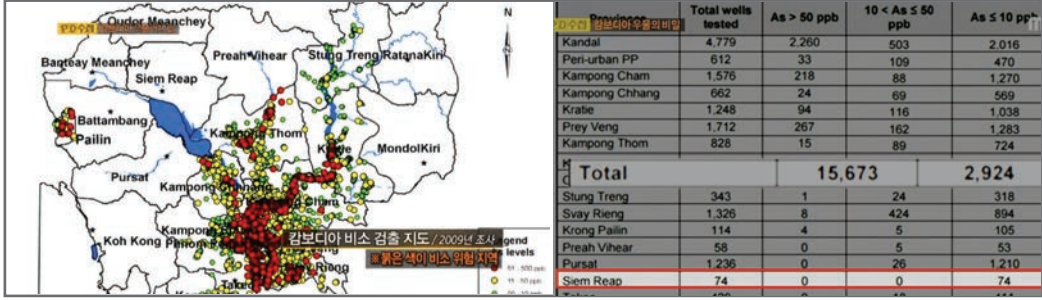 Oudor Meanchey
N
PD수첩
Preah Vihear
Stung Treng
RatanaKiri
Banteay Meanchey
Siem Reap
Battambang
Pailin
Kampong Thom
Kratie
MondolKiri
Pursat
Kampong Chhnang
Cham
Koh Kong
캄보디아 비소 검출 지도 / 2009년 조사
※붉은 색이 비소 위험 지역
levels
Total wells tested
As > 50 ppb
10 < As ≤ 50 ppb
As ≤ 10 ppb
PD수첩 캄보디아 우물의 비밀
Kandal 4,779 2,260 503 2,016
Peri-urban PP 612 33 109 470
Kampong Cham 1,576 218 88 1,270
Kampong Chhang 662 24 69 569
Kratie 1,248 94 116 1,038
Prey Veng 1,712 267 162 1,283
Kampong Thom 828 15 89 724
Total 15,673 2,924
Stung Treng 343 1 24 318
Svay Rieng 1,326 8 424 894
Krong Pailin 114 4 5 105
Preah Vihear 58 0 5 53
Pursat 1,236 0 26 1,210
Siem Reap 74 0 0 74